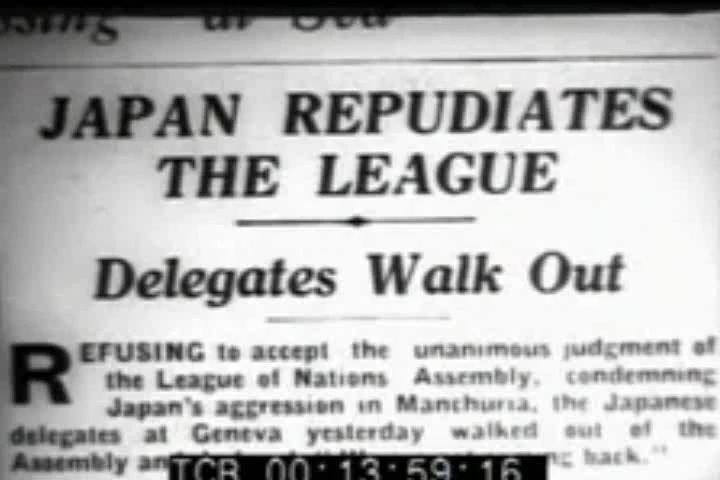 JAPAN REPUDIATES
THE LEAGUE
Delegates Walk Out
REFUSING to accept the unanimous judgment of
the League of Nations Assembly, condemning
Japan's aggression in Manchuria, the Japanese
delegates at Geneva yesterday walked out of the
Assembly back."
TCR 00:13:59:16